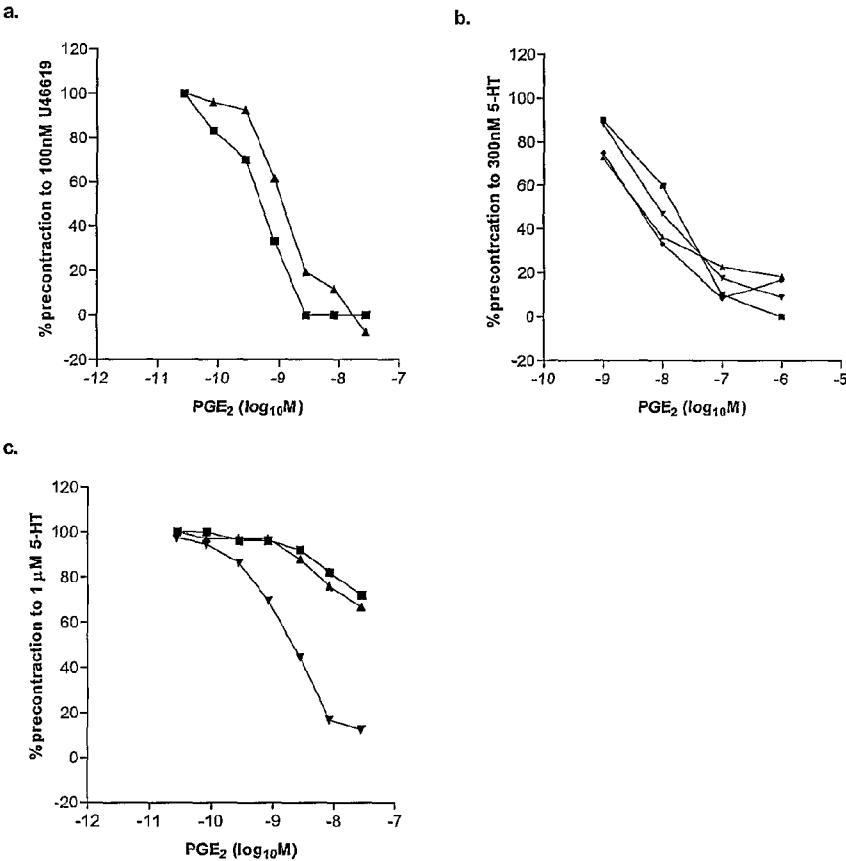 a.
120
100
80
60
40
20
0
-20
-12 -11 -10 -9 -8 -7
% precontraction to 100nM U46619
PGE₂ (log₁₀M)
b.
120
100
80
60
40
20
0
-20
-10 -9 -8 -7 -6 -5
% precontrcation to 300nM 5-HT
PGE₂ (log₁₀M)
c.
120
100
80
60
40
20
0
-20
-12 -11 -10 -9 -8 -7
% precontraction to 1 µM 5-HT
PGE₂ (log₁₀M)